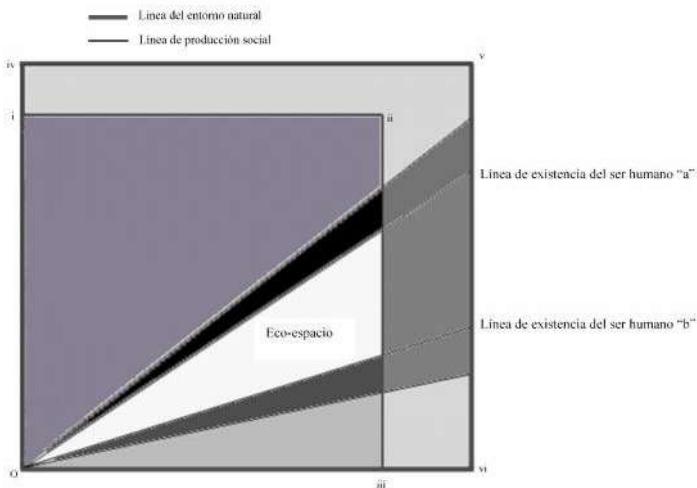 Línea del entorno natural
Línea de producción social
iv
v
i
ii
Línea de existencia del ser humano “a”
Línea de existencia del ser humano “b”
Eco-espacio
O
vi
iii